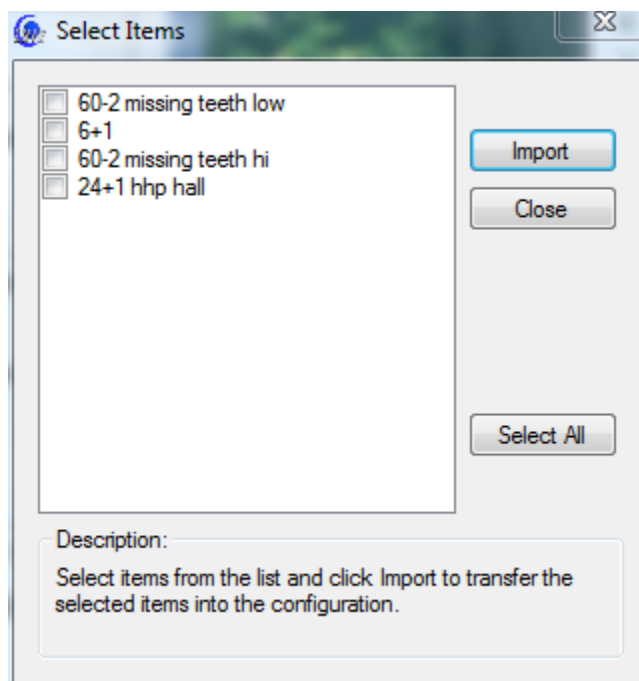 Select Items
60-2 missing teeth low
6+1
60-2 missing teeth hi
24+1 hhp hall
Import
Close
Select All
Description:
Select items from the list and click Import to transfer the
selected items into the configuration.